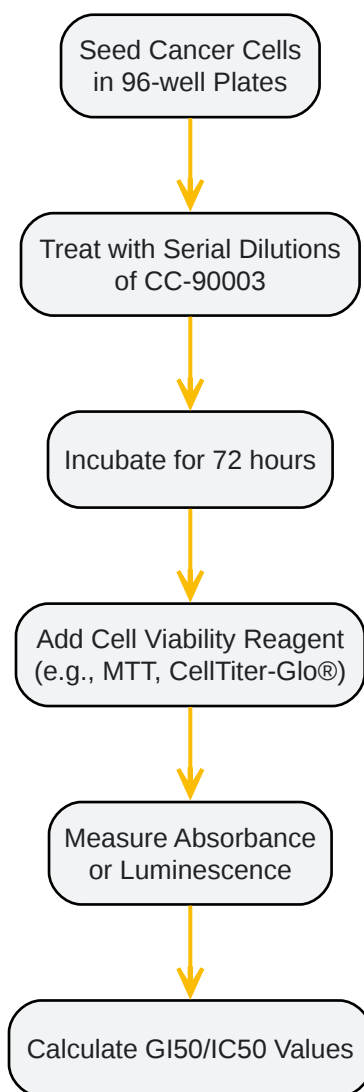 Seed Cancer Cells
in 96-well Plates
Treat with Serial Dilutions
of CC-90003
Incubate for 72 hours
Add Cell Viability Reagent
(e.g., MTT, CellTiter-Glo®)
Measure Absorbance
or Luminescence
Calculate GI50/IC50 Values